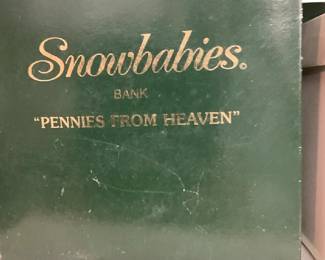 Snowbabies®
BANK
"PENNIES FROM HEAVEN"